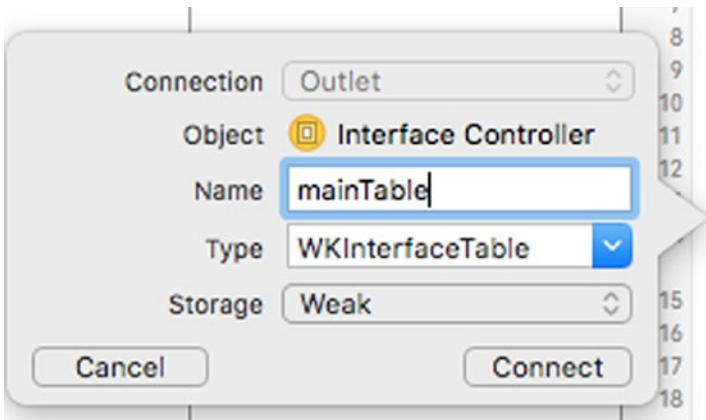 8
Connection Outlet 9
10
Object Interface Controller 11
12
Name mainTable
Type WKInterfaceTable
Storage Weak 15
16
Cancel Connect 17
18